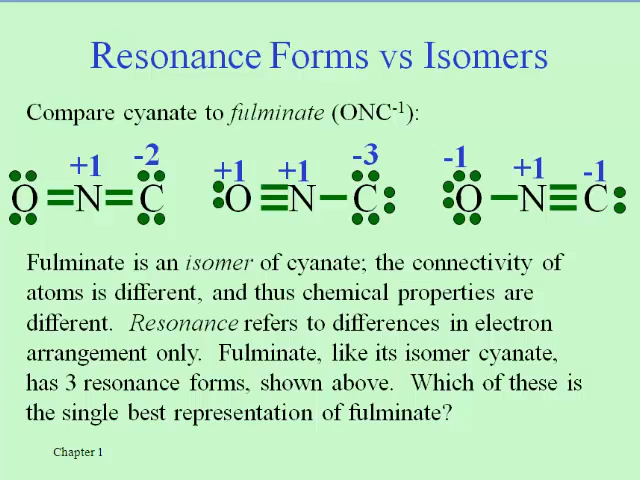 Resonance Forms vs Isomers
Compare cyanate to fulminate (ONC-1):
+1 -2 +1 +1 -3 -1 +1 -1
O N C O N C O N C
Fulminate is an isomer of cyanate; the connectivity of
atoms is different, and thus chemical properties are
different. Resonance refers to differences in electron
arrangement only. Fulminate, like its isomer cyanate,
has 3 resonance forms, shown above. Which of these is
the single best representation of fulminate?
Chapter 1